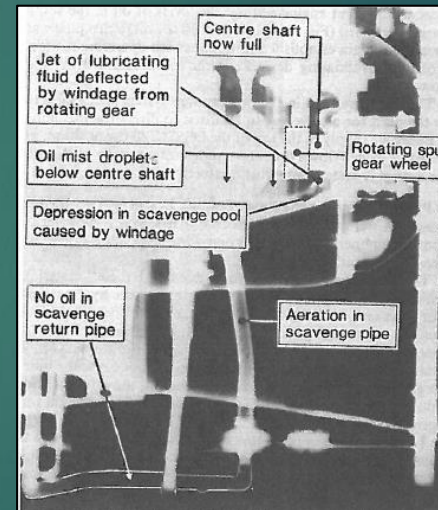 Centre shaft
now full
Jet of lubricating
fluid deflected
by windage from
rotating gear
Oil mist droplets
below centre shaft
Rotating spu
gear wheel
Depression in scavenge pool
caused by windage
No oil in
scavenge
return pipe
Aeration in
scavenge pipe